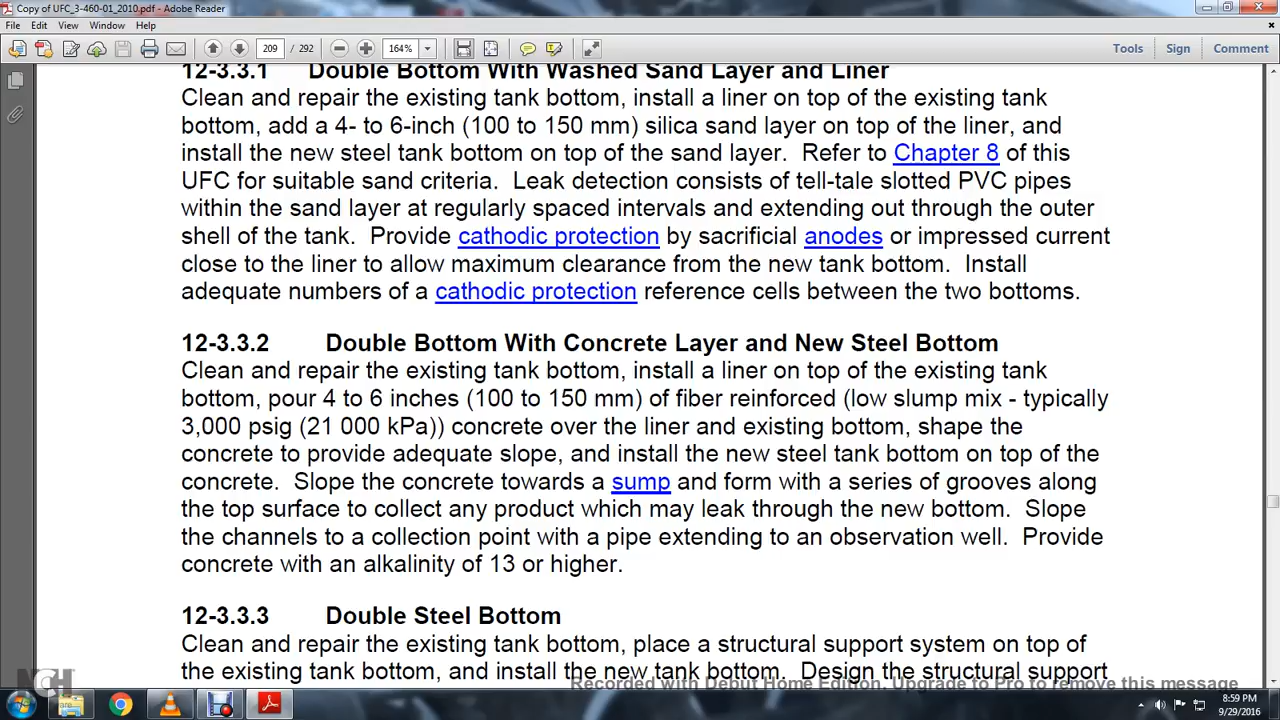 Copy of UFC_3-460-01_2010.pdf - Adobe Reader
File Edit View Window Help
209 / 292 164% Tools Sign Comment
12-3.3.1 Double Bottom With Washed Sand Layer and Liner
Clean and repair the existing tank bottom, install a liner on top of the existing tank
bottom, add a 4- to 6-inch (100 to 150 mm) silica sand layer on top of the liner, and
install the new steel tank bottom on top of the sand layer. Refer to Chapter 8 of this
UFC for suitable sand criteria. Leak detection consists of tell-tale slotted PVC pipes
within the sand layer at regularly spaced intervals and extending out through the outer
shell of the tank. Provide cathodic protection by sacrificial anodes or impressed current
close to the liner to allow maximum clearance from the new tank bottom. Install
adequate numbers of a cathodic protection reference cells between the two bottoms.
12-3.3.2 Double Bottom With Concrete Layer and New Steel Bottom
Clean and repair the existing tank bottom, install a liner on top of the existing tank
bottom, pour 4 to 6 inches (100 to 150 mm) of fiber reinforced (low slump mix - typically
3,000 psig (21 000 kPa)) concrete over the liner and existing bottom, shape the
concrete to provide adequate slope, and install the new steel tank bottom on top of the
concrete. Slope the concrete towards a sump and form with a series of grooves along
the top surface to collect any product which may leak through the new bottom. Slope
the channels to a collection point with a pipe extending to an observation well. Provide
concrete with an alkalinity of 13 or higher.
12-3.3.3 Double Steel Bottom
Clean and repair the existing tank bottom, place a structural support system on top of
the existing tank bottom, and install the new tank bottom. Design the structural support
Recorded with Debut Home Edition. Upgrade to Pro to remove this message
NCH
8:59 PM
9/29/2016